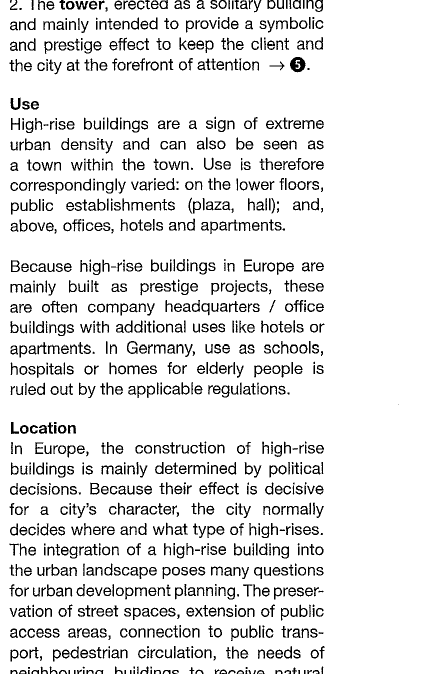 2. The tower, erected as a solitary building
and mainly intended to provide a symbolic
and prestige effect to keep the client and
the city at the forefront of attention → 5.
Use
High-rise buildings are a sign of extreme
urban density and can also be seen as
a town within the town. Use is therefore
correspondingly varied: on the lower floors,
public establishments (plaza, hall); and,
above, offices, hotels and apartments.
Because high-rise buildings in Europe are
mainly built as prestige projects, these
are often company headquarters / office
buildings with additional uses like hotels or
apartments. In Germany, use as schools,
hospitals or homes for elderly people is
ruled out by the applicable regulations.
Location
In Europe, the construction of high-rise
buildings is mainly determined by political
decisions. Because their effect is decisive
for a city's character, the city normally
decides where and what type of high-rises.
The integration of a high-rise building into
the urban landscape poses many questions
for urban development planning. The preser-
vation of street spaces, extension of public
access areas, connection to public trans-
port, pedestrian circulation, the needs of
neighbouring buildings to receive natural